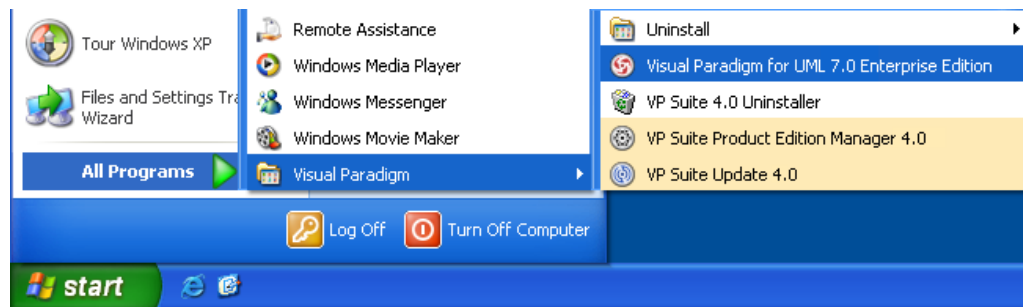 Tour Windows XP
Files and Settings Tra
Wizard
All Programs
Remote Assistance
Windows Media Player
Windows Messenger
Windows Movie Maker
Visual Paradigm
Uninstall
Visual Paradigm for UML 7.0 Enterprise Edition
VP Suite 4.0 Uninstaller
VP Suite Product Edition Manager 4.0
VP Suite Update 4.0
Log Off
Turn Off Computer
start